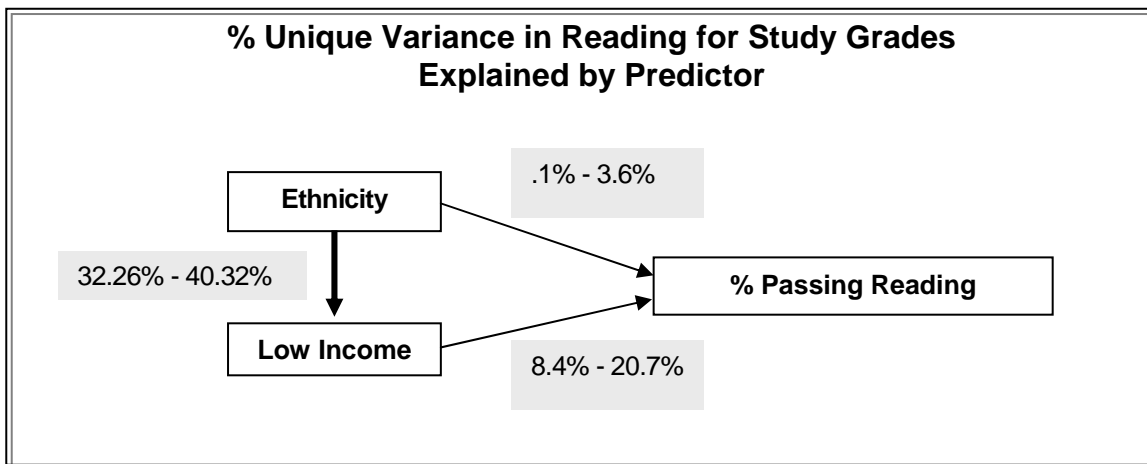 % Unique Variance in Reading for Study Grades
Explained by Predictor
.1% - 3.6%
Ethnicity
32.26% - 40.32%
% Passing Reading
Low Income
8.4% - 20.7%